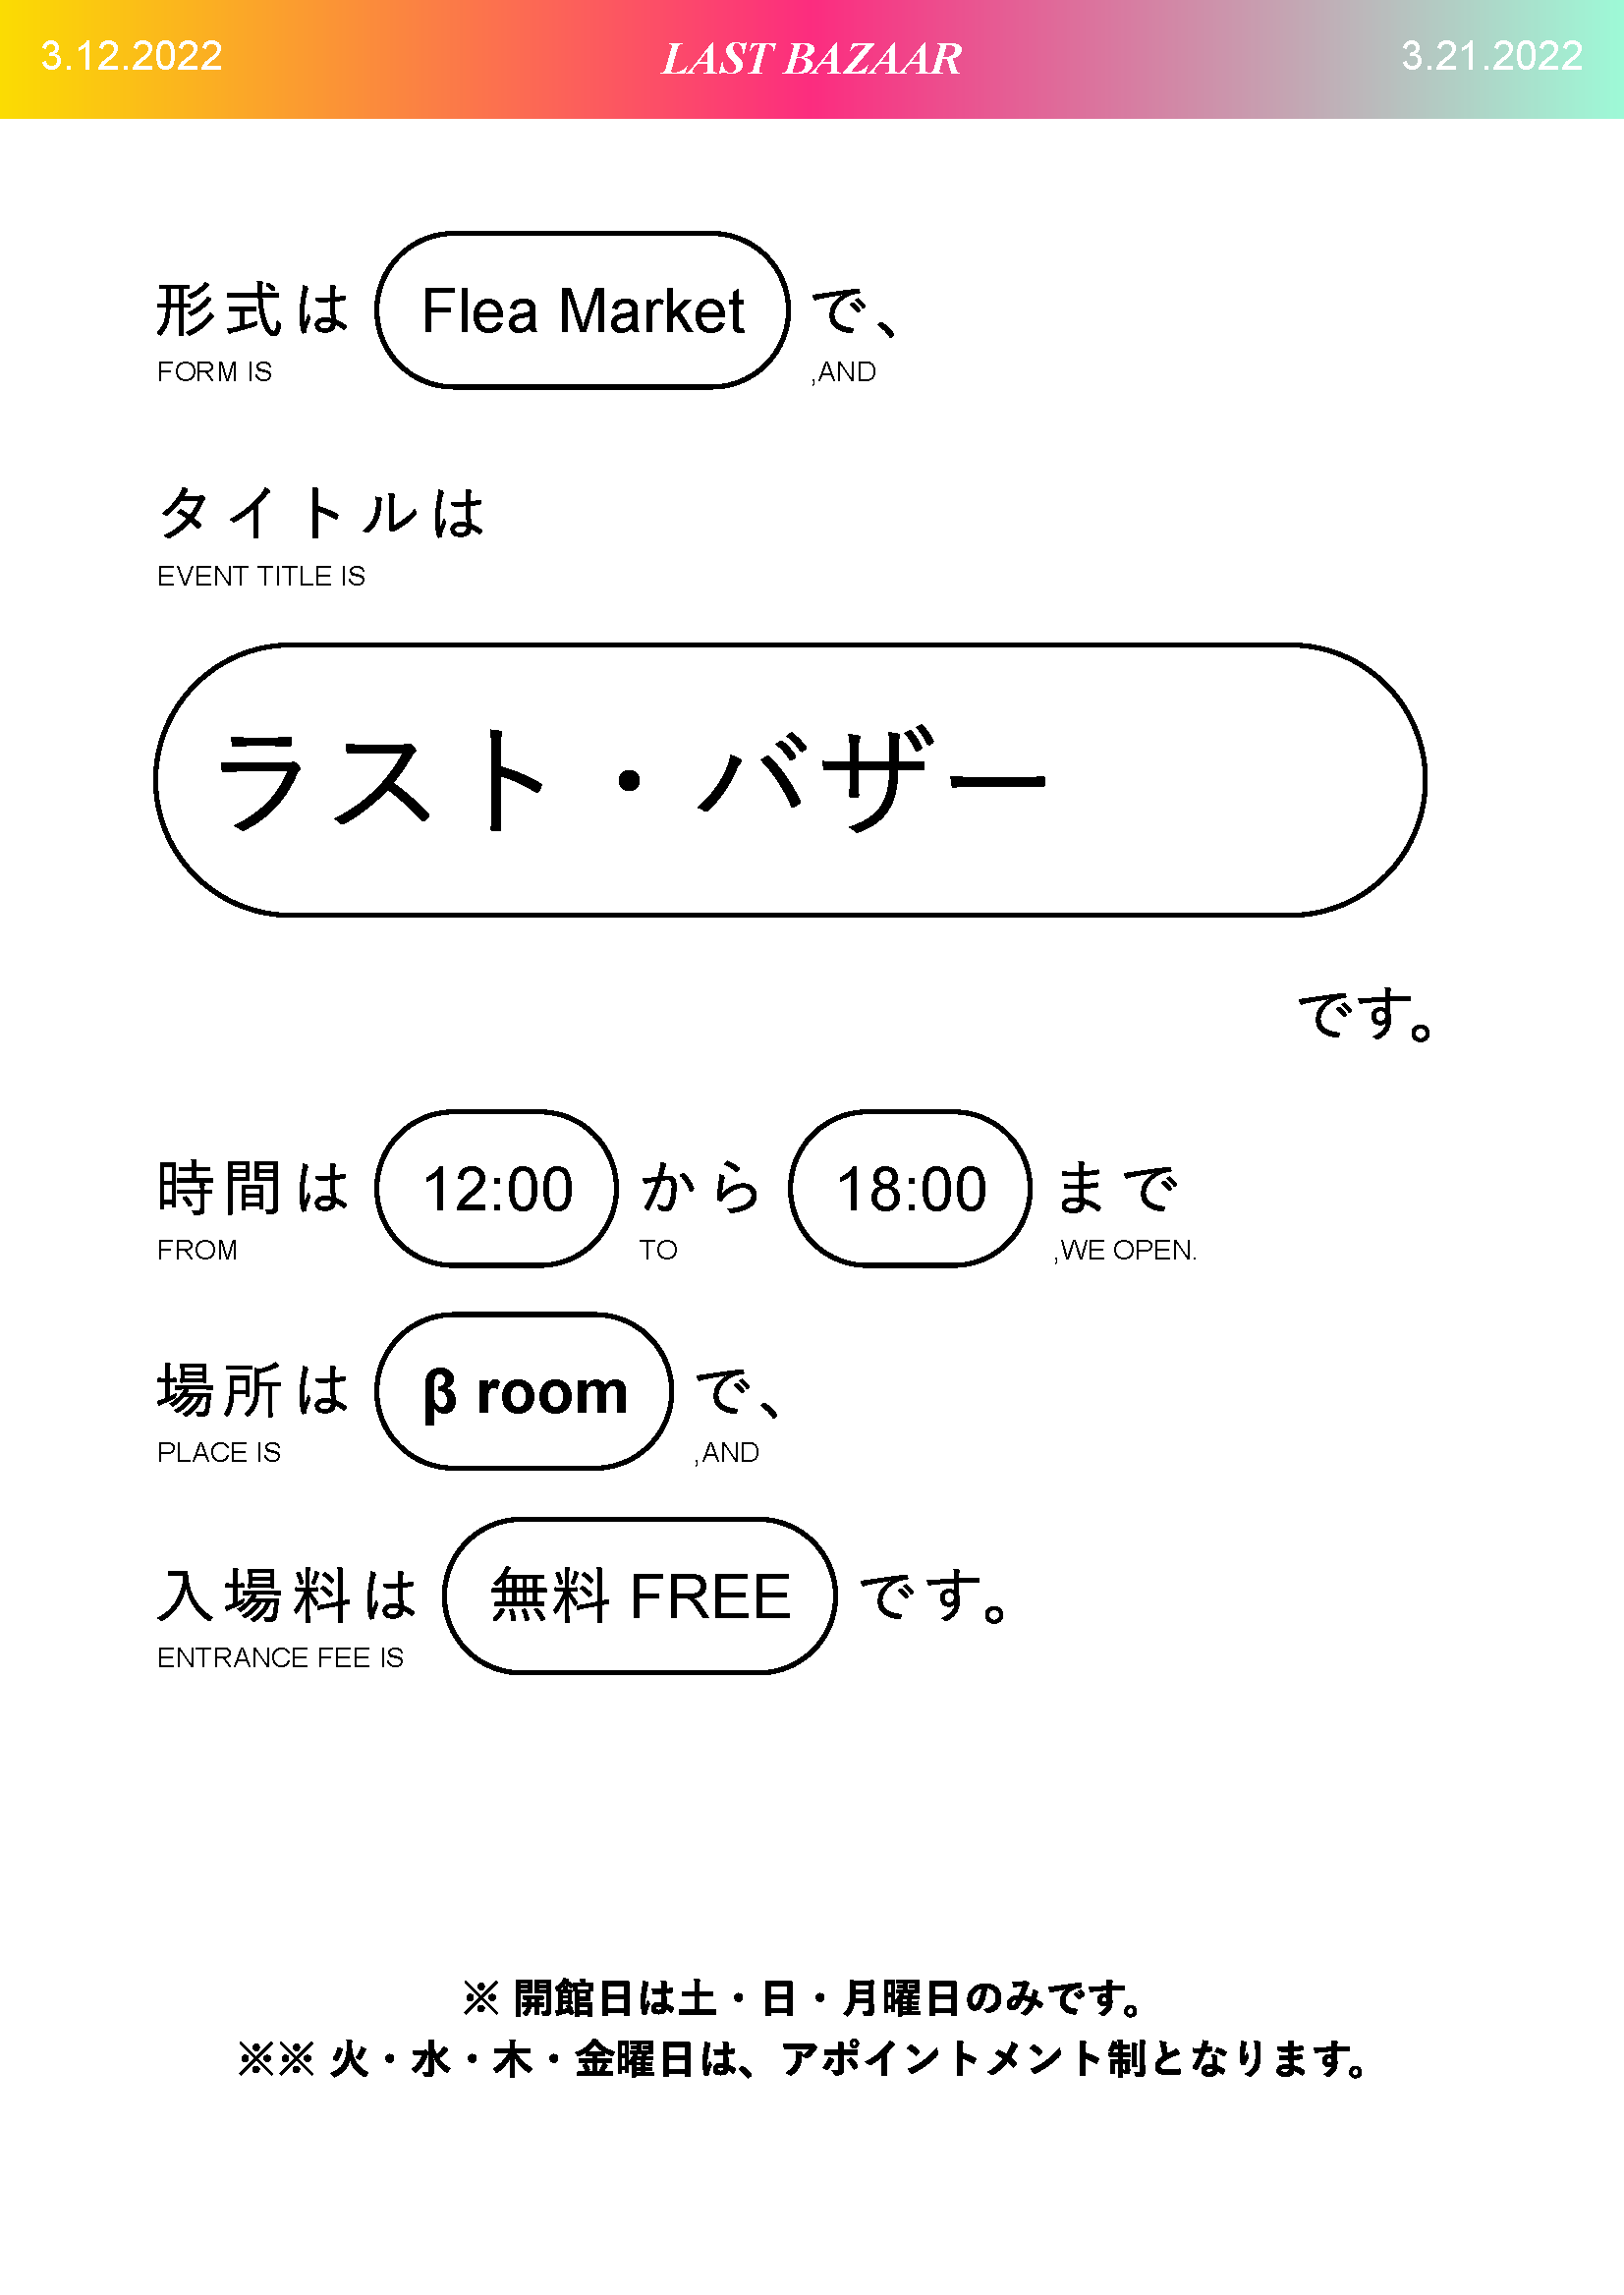 3.12.2022 LAST BAZAAR 3.21.2022
形式は Flea Market で、
FORM IS ,AND
タイトルは
EVENT TITLE IS
ラスト・バザー
です。
時間は 12:00 から 18:00 まで
FROM TO ,WE OPEN.
場所は β room で、
PLACE IS ,AND
入場料は 無料 FREE です。
ENTRANCE FEE IS
※ 開館日は土・日・月曜日のみです。
※※ 火・水・木・金曜日は、アポイントメント制となります。